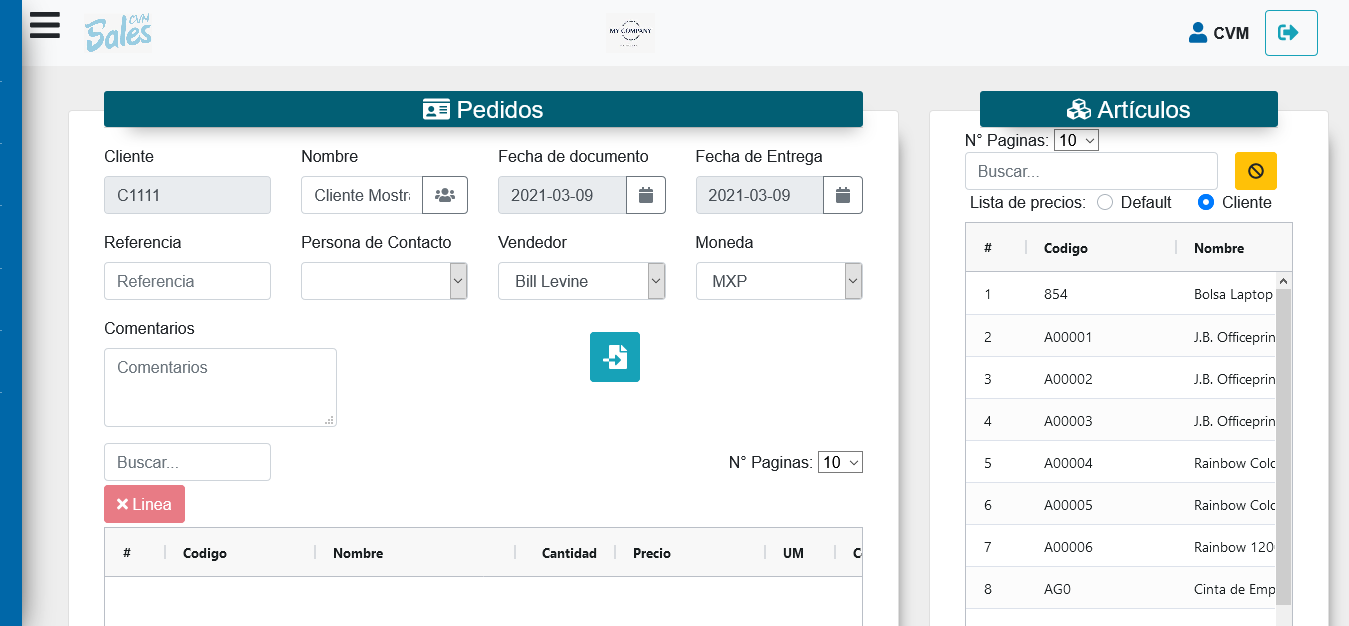 CVM
Sales
MY COMPANY
CVM
Pedidos
Cliente Nombre Fecha de documento Fecha de Entrega
C1111 Cliente Mostr 2021-03-09 2021-03-09
Referencia Persona de Contacto Vendedor Moneda
Referencia Bill Levine MXP
Comentarios
Comentarios
Buscar... N° Paginas: 10
Linea
# Codigo Nombre Cantidad Precio UM
Artículos
N° Paginas: 10
Buscar...
Lista de precios: Default Cliente
# Codigo Nombre
1 854 Bolsa Laptop
2 A00001 J.B. Officeprin
3 A00002 J.B. Officeprin
4 A00003 J.B. Officeprin
5 A00004 Rainbow Colo
6 A00005 Rainbow Colo
7 A00006 Rainbow 120
8 AG0 Cinta de Emp